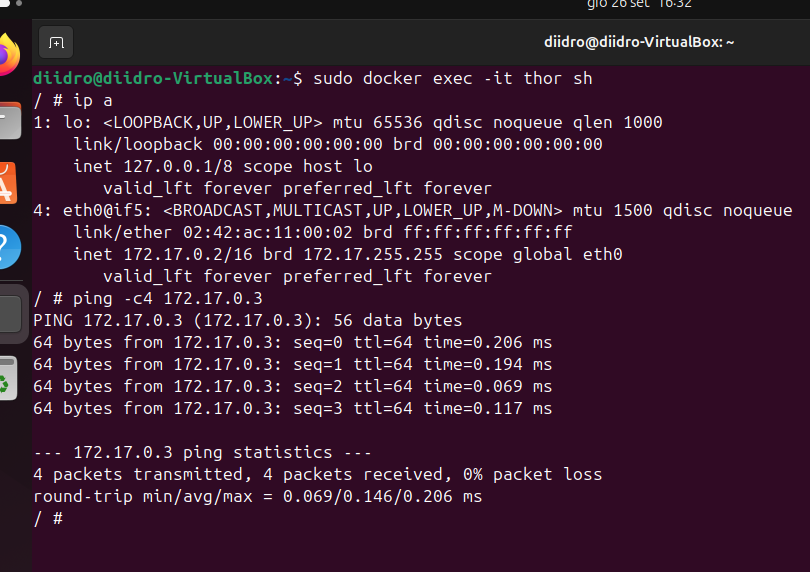 gio 26 set 16:32
diidro@diidro-VirtualBox: ~
diidro@diidro-VirtualBox:~$ sudo docker exec -it thor sh
/ # ip a
1: lo: <LOOPBACK,UP,LOWER_UP> mtu 65536 qdisc noqueue qlen 1000
    link/loopback 00:00:00:00:00:00 brd 00:00:00:00:00:00
    inet 127.0.0.1/8 scope host lo
       valid_lft forever preferred_lft forever
4: eth0@if5: <BROADCAST,MULTICAST,UP,LOWER_UP,M-DOWN> mtu 1500 qdisc noqueue
    link/ether 02:42:ac:11:00:02 brd ff:ff:ff:ff:ff:ff
    inet 172.17.0.2/16 brd 172.17.255.255 scope global eth0
       valid_lft forever preferred_lft forever
/ # ping -c4 172.17.0.3
PING 172.17.0.3 (172.17.0.3): 56 data bytes
64 bytes from 172.17.0.3: seq=0 ttl=64 time=0.206 ms
64 bytes from 172.17.0.3: seq=1 ttl=64 time=0.194 ms
64 bytes from 172.17.0.3: seq=2 ttl=64 time=0.069 ms
64 bytes from 172.17.0.3: seq=3 ttl=64 time=0.117 ms

--- 172.17.0.3 ping statistics ---
4 packets transmitted, 4 packets received, 0% packet loss
round-trip min/avg/max = 0.069/0.146/0.206 ms
/ #